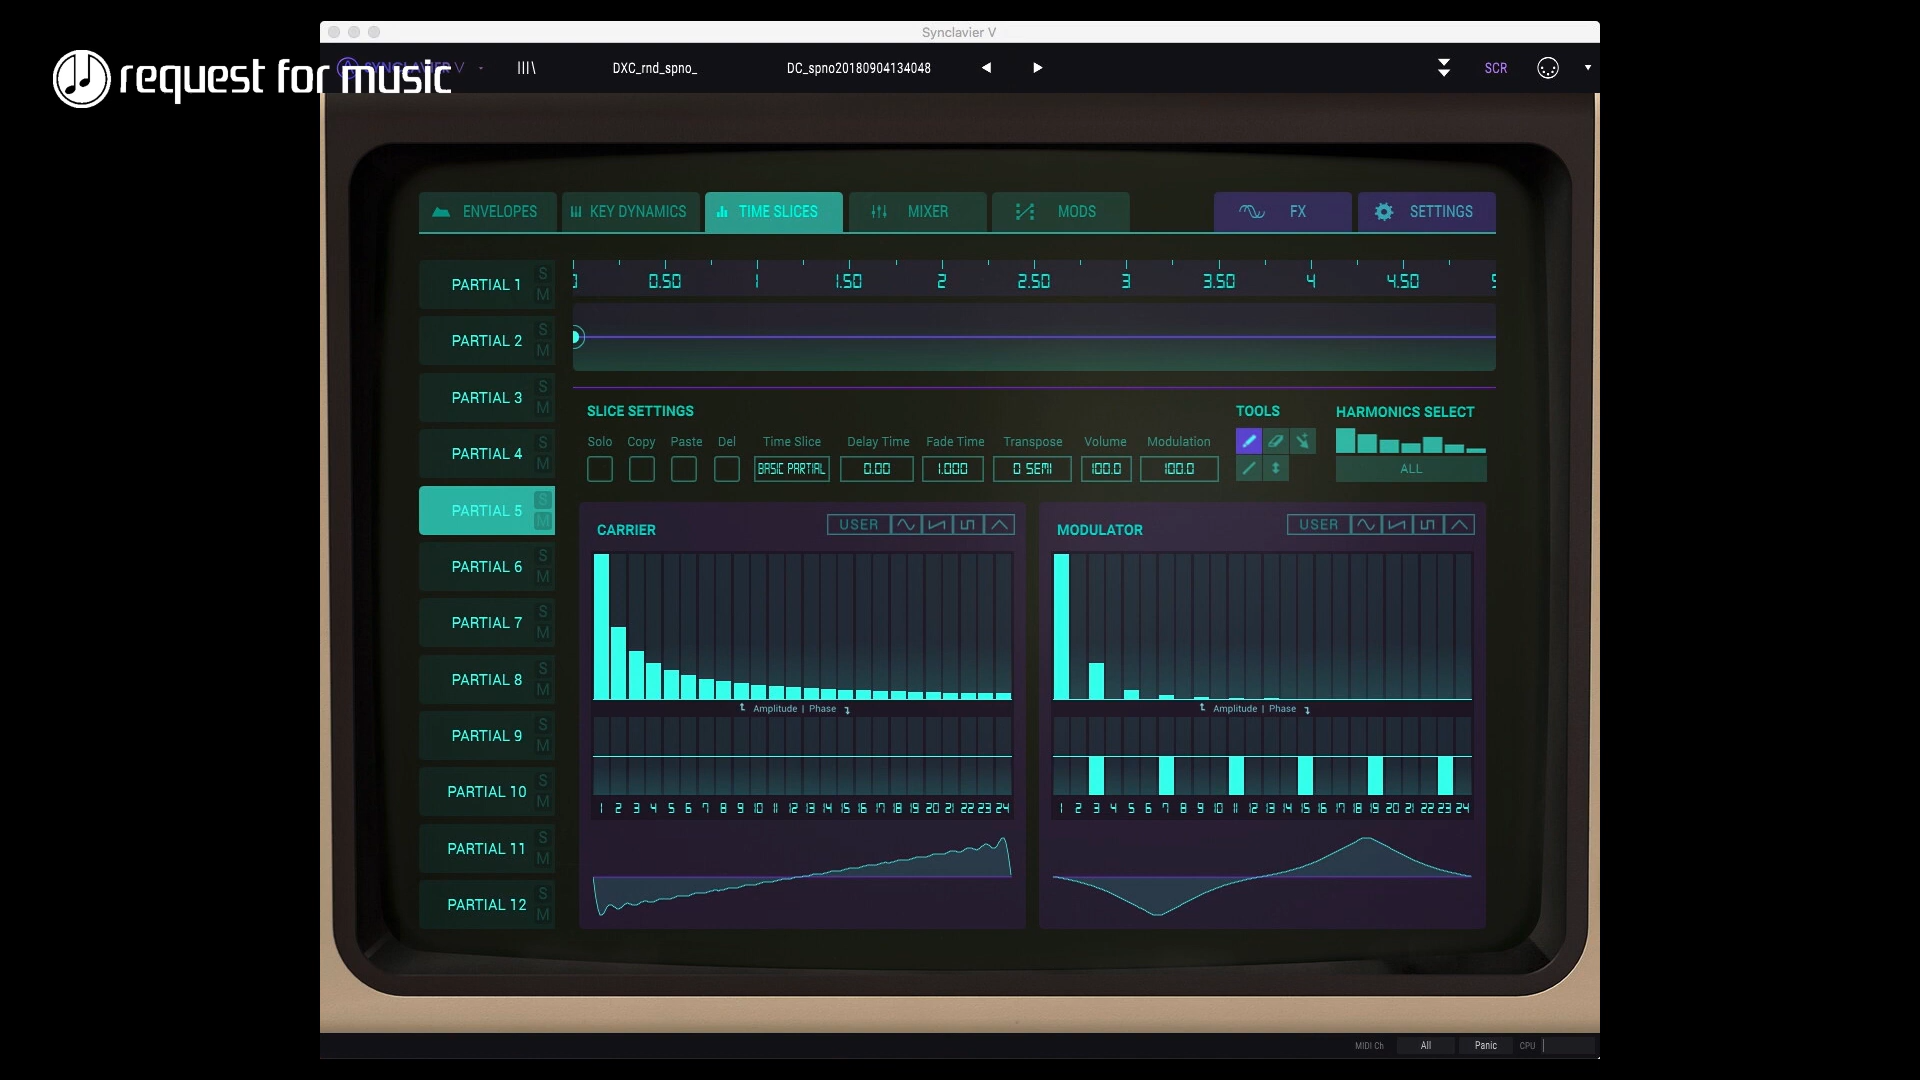 Synclavier V
request for music
SYNCLAVIER V
DXC_rnd_spno_
DC_spno20180904134048
SCR
ENVELOPES
KEY DYNAMICS
TIME SLICES
MIXER
MODS
FX
SETTINGS
0 0.50 1 1.50 2 2.50 3 3.50 4 4.50 5
PARTIAL 1 S M
PARTIAL 2 S M
PARTIAL 3 S M
PARTIAL 4 S M
PARTIAL 5 S M
PARTIAL 6 S M
PARTIAL 7 S M
PARTIAL 8 S M
PARTIAL 9 S M
PARTIAL 10 S M
PARTIAL 11 S M
PARTIAL 12 S M
SLICE SETTINGS
TOOLS
HARMONICS SELECT
Solo Copy Paste Del Time Slice Delay Time Fade Time Transpose Volume Modulation
BASIC PARTIAL 0.00 1.000 0 SEMI 100.0 100.0
ALL
CARRIER
USER
Amplitude | Phase
1 2 3 4 5 6 7 8 9 10 11 12 13 14 15 16 17 18 19 20 21 22 23 24
MODULATOR
USER
Amplitude | Phase
1 2 3 4 5 6 7 8 9 10 11 12 13 14 15 16 17 18 19 20 21 22 23 24
MIDI Ch All Panic CPU